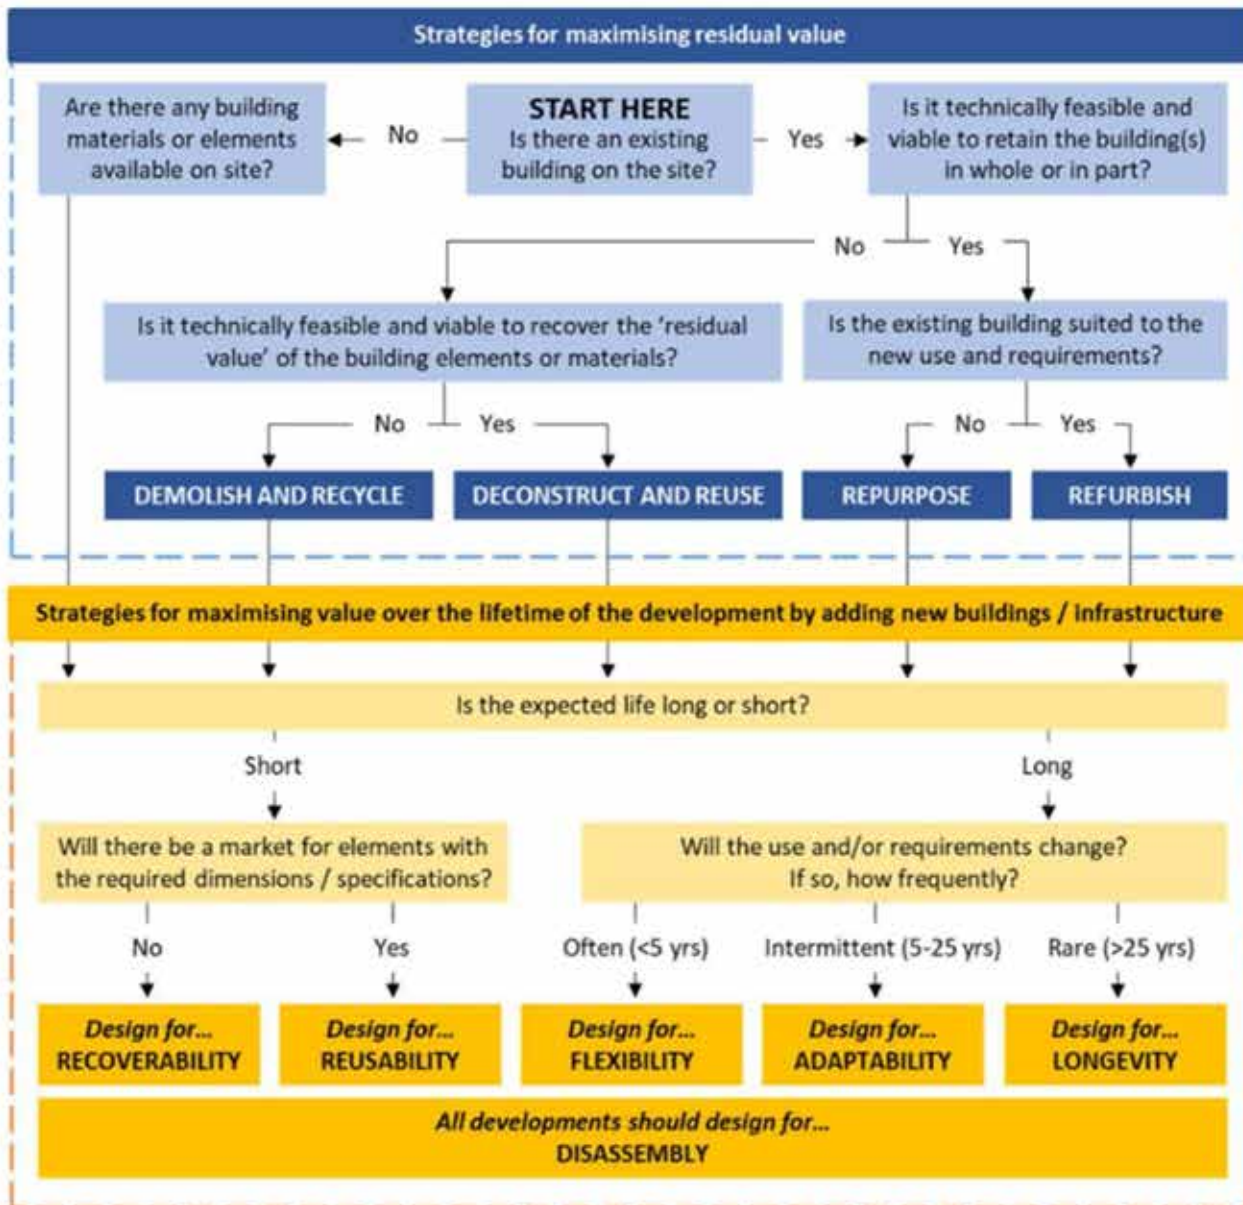 Strategies for maximising residual value
Are there any building
materials or elements
available on site?
No
START HERE
Is there an existing
building on the site?
Yes
Is it technically feasible and
viable to retain the building(s)
in whole or in part?
No
Yes
Is it technically feasible and viable to recover the ‘residual
value’ of the building elements or materials?
Is the existing building suited to the
new use and requirements?
No
Yes
No
Yes
DEMOLISH AND RECYCLE
DECONSTRUCT AND REUSE
REPURPOSE
REFURBISH
Strategies for maximising value over the lifetime of the development by adding new buildings / infrastructure
Is the expected life long or short?
Short
Long
Will there be a market for elements with
the required dimensions / specifications?
Will the use and/or requirements change?
If so, how frequently?
No
Yes
Often (<5 yrs)
Intermittent (5-25 yrs)
Rare (>25 yrs)
Design for...
RECOVERABILITY
Design for...
REUSABILITY
Design for...
FLEXIBILITY
Design for...
ADAPTABILITY
Design for...
LONGEVITY
All developments should design for...
DISASSEMBLY